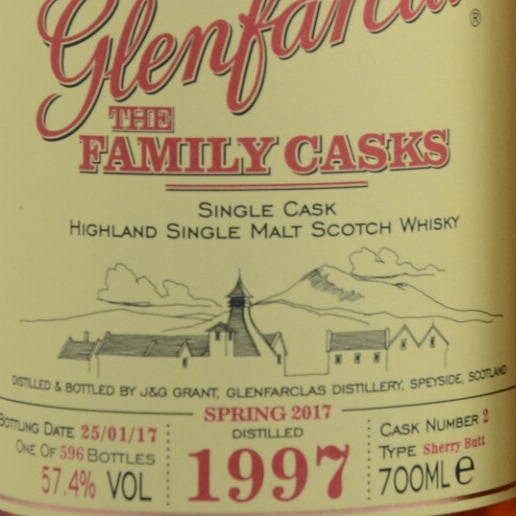 Glenfarclas
®
THE
FAMILY CASKS
SINGLE CASK
HIGHLAND SINGLE MALT SCOTCH WHISKY
DISTILLED & BOTTLED BY J&G GRANT, GLENFARCLAS DISTILLERY, SPEYSIDE, SCOTLAND
SPRING 2017
BOTTLING DATE 25/01/17
ONE OF 596 BOTTLES
57.4% VOL
DISTILLED
1997
CASK NUMBER 2
TYPE Sherry Butt
700ML e